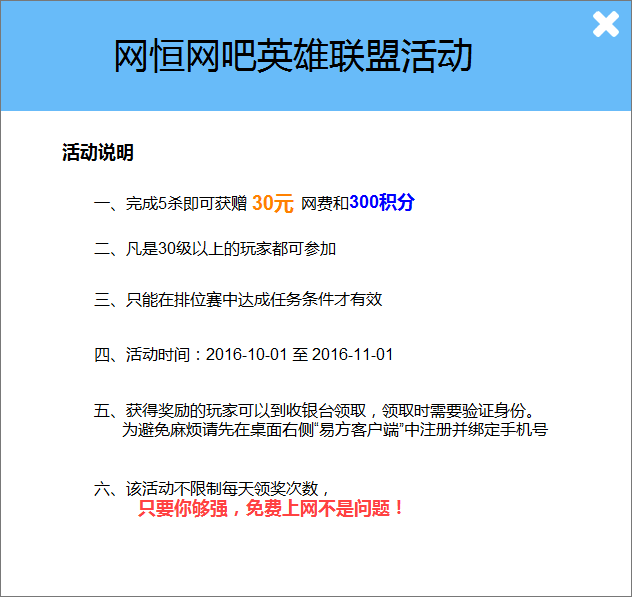 网恒网吧英雄联盟活动
活动说明
一、完成5杀即可获赠 30元 网费和300积分
二、凡是30级以上的玩家都可参加
三、只能在排位赛中达成任务条件才有效
四、活动时间：2016-10-01 至 2016-11-01
五、获得奖励的玩家可以到收银台领取，领取时需要验证身份。
为避免麻烦请先在桌面右侧“易方客户端”中注册并绑定手机号
六、该活动不限制每天领奖次数，
只要你够强，免费上网不是问题！